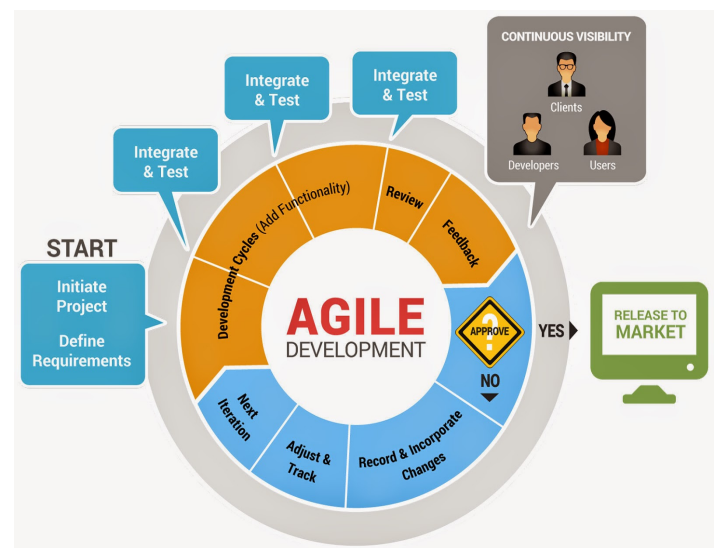 CONTINUOUS VISIBILITY
Clients
Developers
Users
Integrate
& Test
Integrate
& Test
Integrate
& Test
START
Initiate
Project
Define
Requirements
Development Cycles (Add Functionality)
Review
Feedback
AGILE
DEVELOPMENT
?
APPROVE
YES
NO
RELEASE TO
MARKET
Record & Incorporate
Changes
Adjust &
Track
Next
Iteration